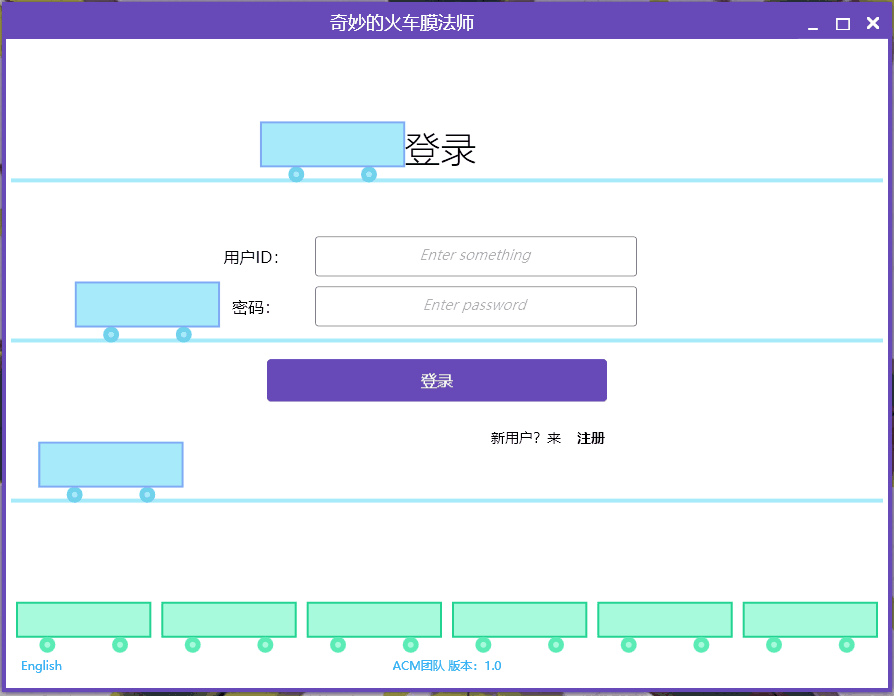 奇妙的火车膜法师
登录
用户ID：
Enter something
密码：
Enter password
登录
新用户？来 注册
English
ACM团队 版本：1.0